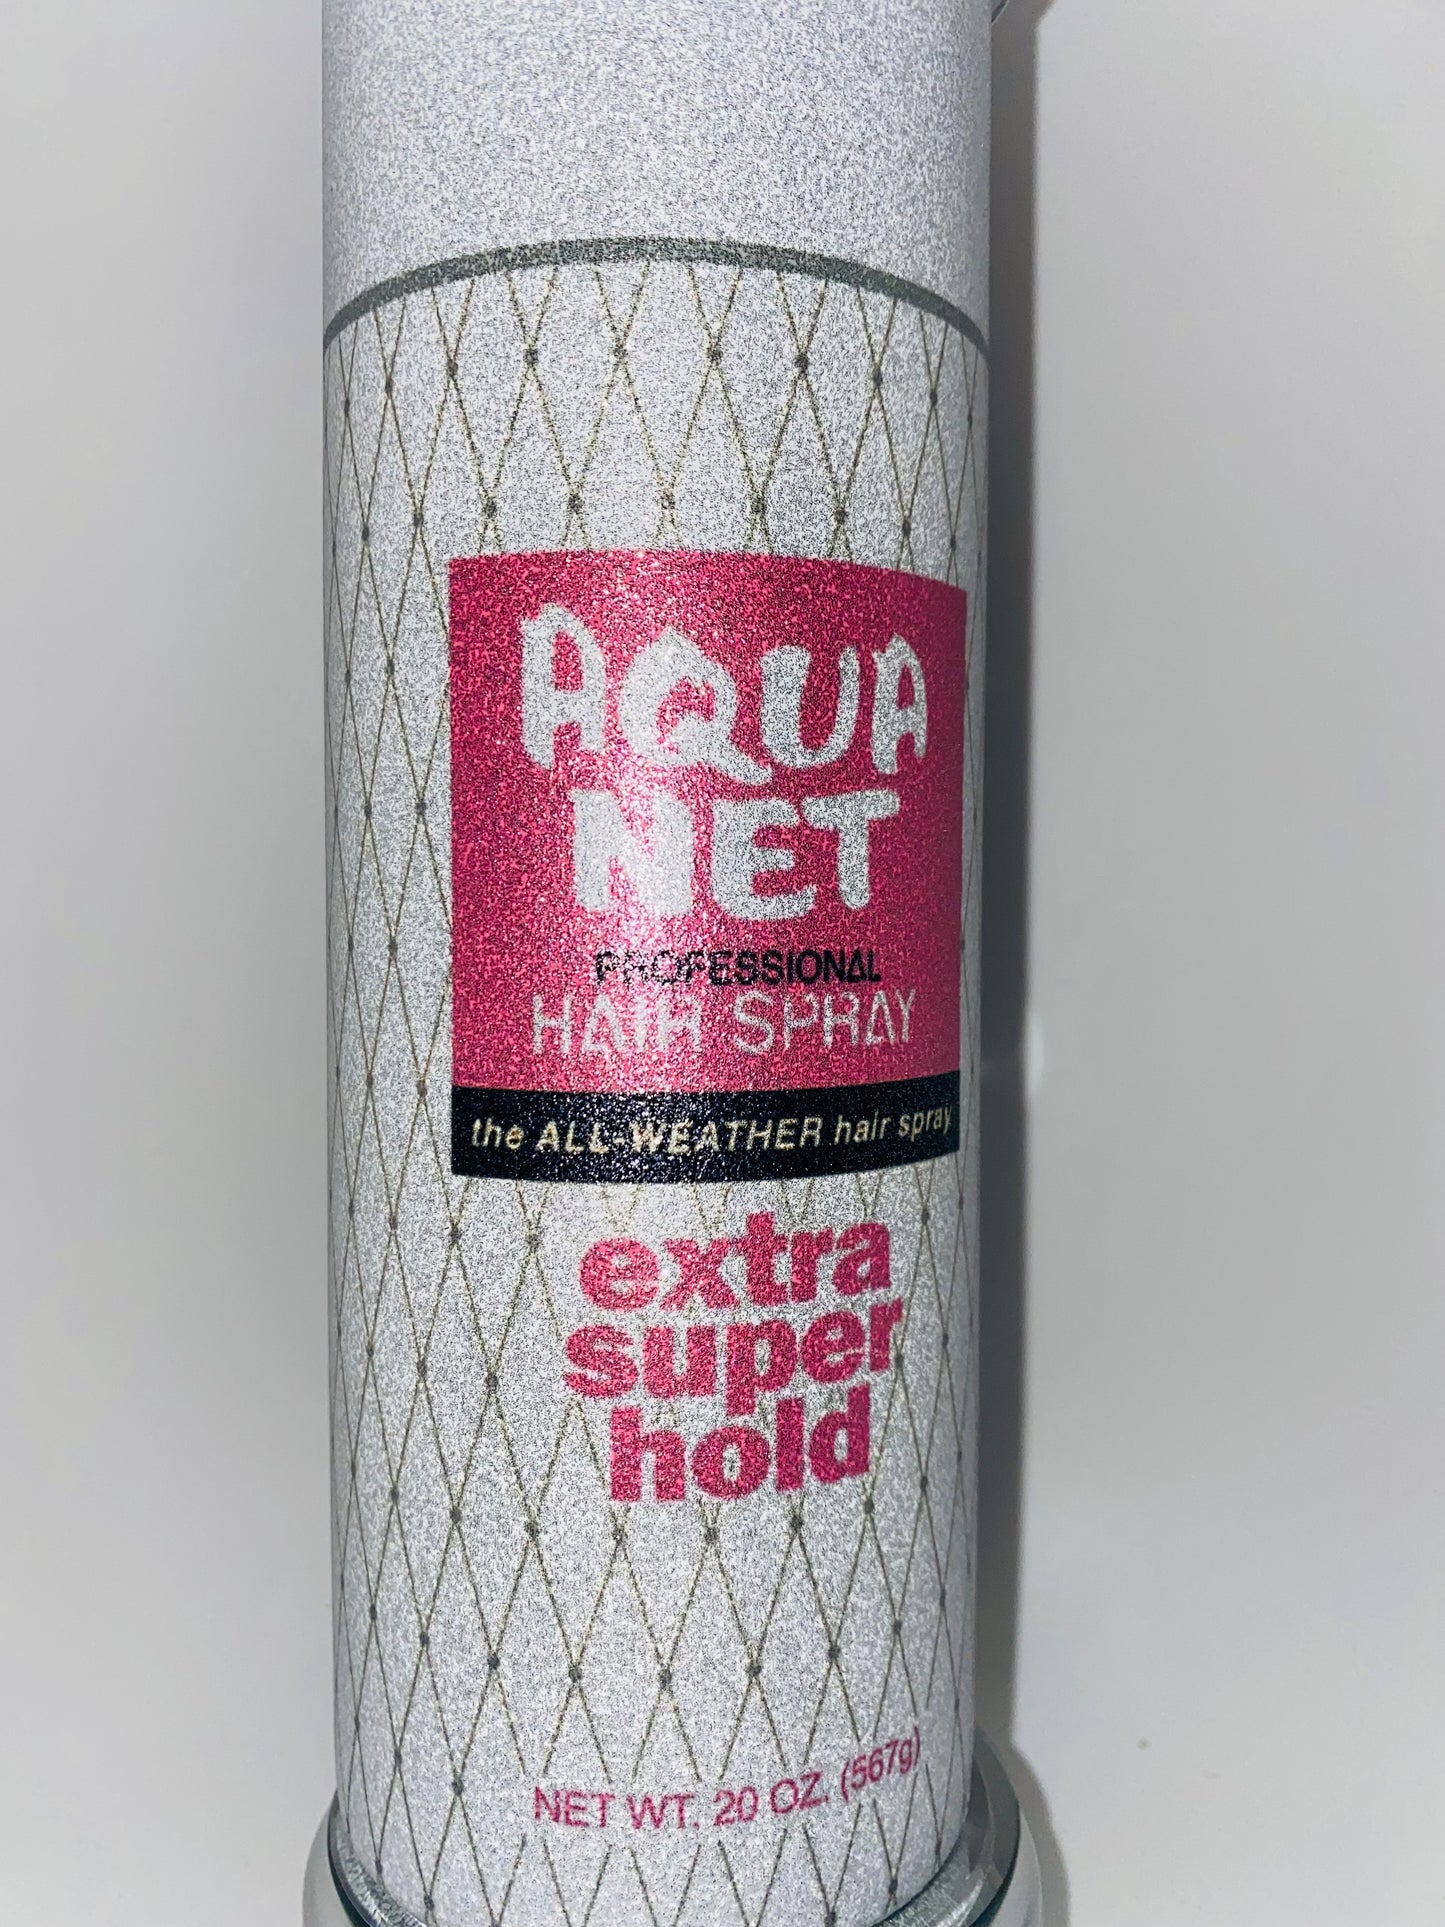 AQUA
NET
PROFESSIONAL
HAIR SPRAY
the ALL-WEATHER hair spray
extra
super
hold
NET WT. 20 OZ. (567g)